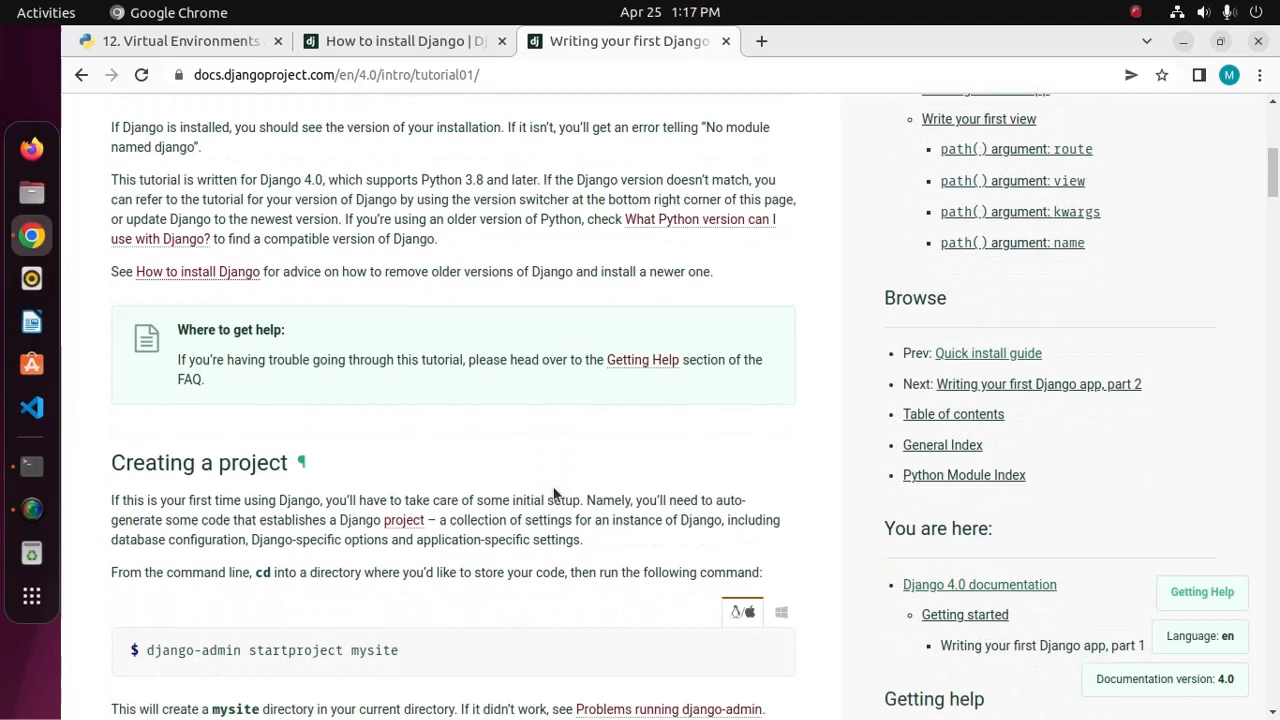 Activities
Google Chrome
Apr 25 1:17 PM
12. Virtual Environments
How to install Django | D
Writing your first Django
docs.djangoproject.com/en/4.0/intro/tutorial01/
M
If Django is installed, you should see the version of your installation. If it isn't, you'll get an error telling “No module
named django”.
This tutorial is written for Django 4.0, which supports Python 3.8 and later. If the Django version doesn't match, you
can refer to the tutorial for your version of Django by using the version switcher at the bottom right corner of this page,
or update Django to the newest version. If you're using an older version of Python, check What Python version can I
use with Django? to find a compatible version of Django.
See How to install Django for advice on how to remove older versions of Django and install a newer one.
Where to get help:
If you're having trouble going through this tutorial, please head over to the Getting Help section of the
FAQ.
Creating a project ¶
If this is your first time using Django, you'll have to take care of some initial setup. Namely, you'll need to auto-
generate some code that establishes a Django project – a collection of settings for an instance of Django, including
database configuration, Django-specific options and application-specific settings.
From the command line, cd into a directory where you'd like to store your code, then run the following command:
$ django-admin startproject mysite
This will create a mysite directory in your current directory. If it didn't work, see Problems running django-admin.
Write your first view
path() argument: route
path() argument: view
path() argument: kwargs
path() argument: name
Browse
Prev: Quick install guide
Next: Writing your first Django app, part 2
Table of contents
General Index
Python Module Index
You are here:
Django 4.0 documentation
Getting started
Writing your first Django app, part 1
Getting help
Getting Help
Language: en
Documentation version: 4.0